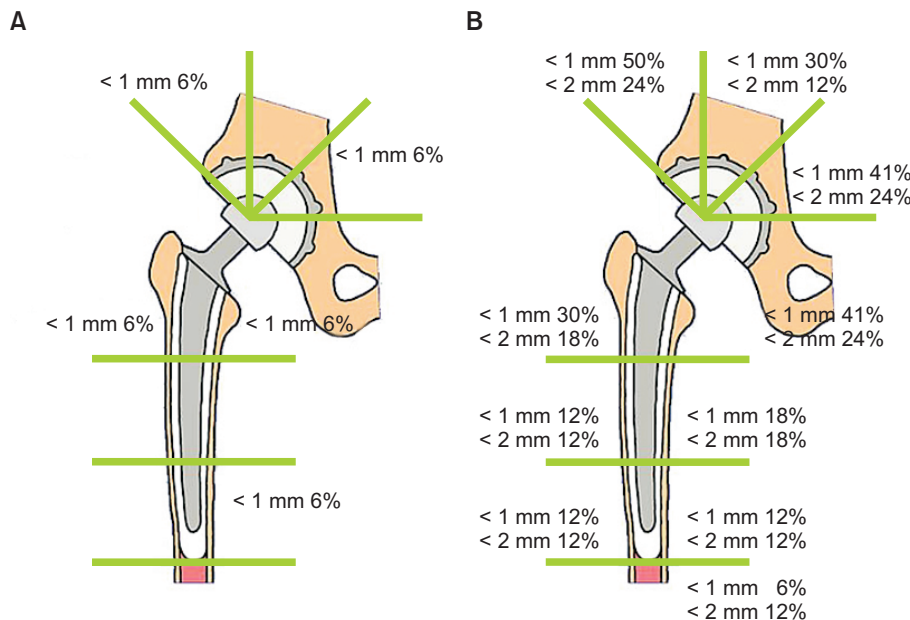 A
< 1 mm 6%
< 1 mm 6%
< 1 mm 6%
< 1 mm 6%
< 1 mm 6%
B
< 1 mm 50%
< 2 mm 24%
< 1 mm 30%
< 2 mm 12%
< 1 mm 41%
< 2 mm 24%
< 1 mm 30%
< 2 mm 18%
< 1 mm 41%
< 2 mm 24%
< 1 mm 12%
< 2 mm 12%
< 1 mm 18%
< 2 mm 18%
< 1 mm 12%
< 2 mm 12%
< 1 mm 12%
< 2 mm 12%
< 1 mm 6%
< 2 mm 12%